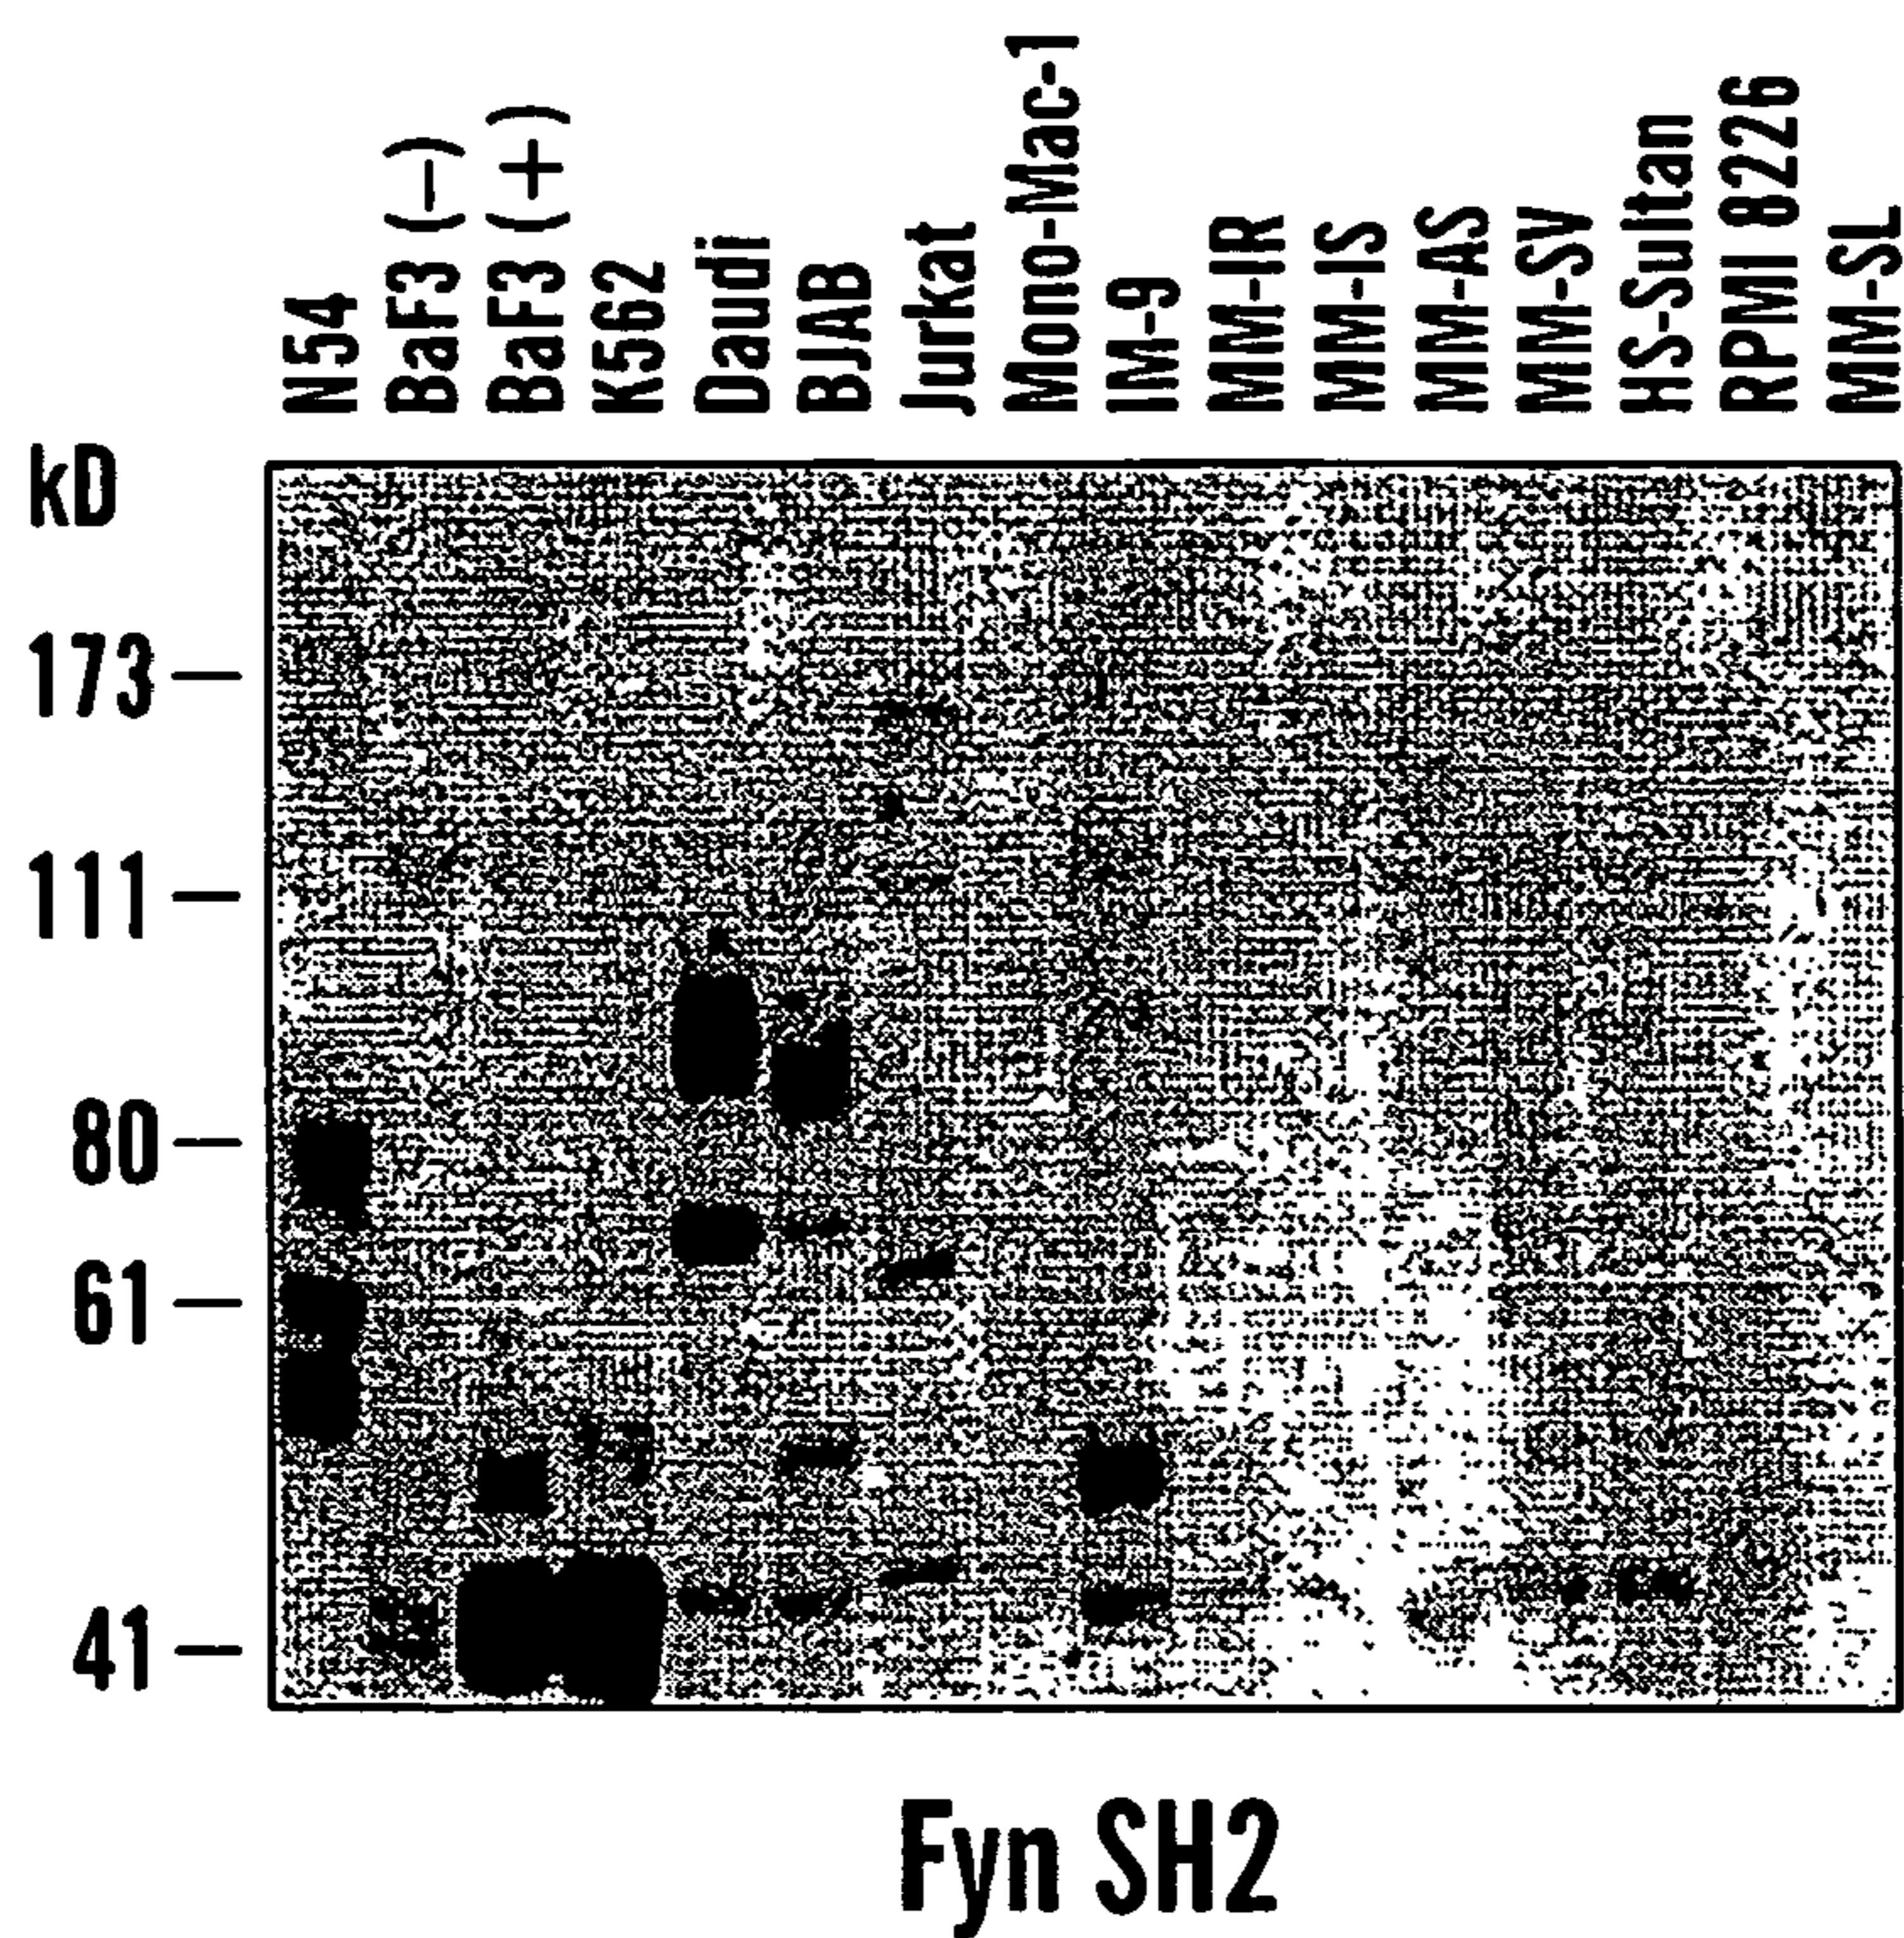 N54
BaF3 (-)
BaF3 (+)
K562
Daudi
BJAB
Jurkat
Mono-Mac-1
IM-9
MM-IR
MM-IS
MM-AS
MM-SV
HS-Sultan
RPMI 8226
MM-SL
kD
173
111
80
61
41
Fyn SH2